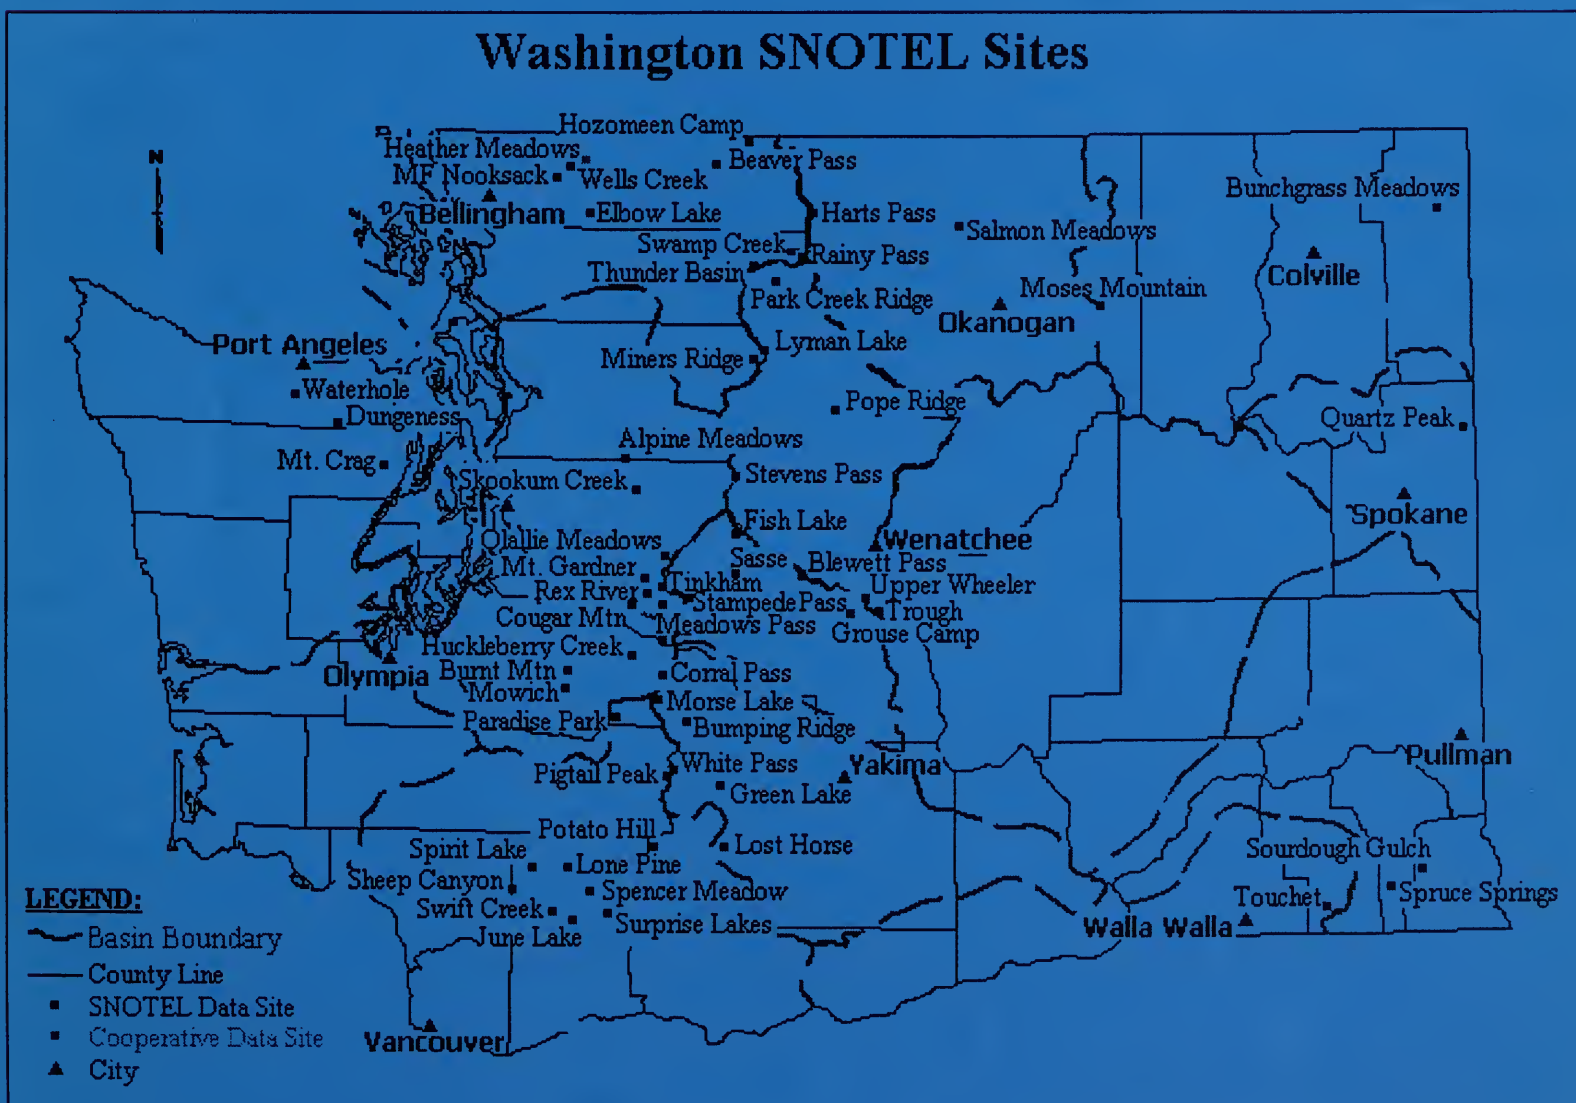 Washington SNOTEL Sites
N
Hozomeen Camp
Heather Meadows
Beaver Pass
MF Nooksack
Wells Creek
Bunchgrass Meadows
Bellingham
Elbow Lake
Harts Pass
Salmon Meadows
Swamp Creek
Rainy Pass
Thunder Basin
Colville
Park Creek Ridge
Moses Mountain
Okanogan
Port Angeles
Lyman Lake
Miners Ridge
Waterhole
Pope Ridge
Dungeness
Quartz Peak
Alpine Meadows
Mt. Crag
Stevens Pass
Skookum Creek
Spokane
Fish Lake
Olallie Meadows
Wenatchee
Sasse
Blewett Pass
Mt. Gardner
Tinkham
Upper Wheeler
Rex River
Stampede Pass
Trough
Cougar Mtn
Meadows Pass
Grouse Camp
Huckleberry Creek
Olympia
Burnt Mtn
Corral Pass
Mowich
Morse Lake
Paradise Park
Bumping Ridge
Pullman
White Pass
Yakima
Pigtail Peak
Green Lake
Potato Hill
Lost Horse
Spirit Lake
Sourdough Gulch
Lone Pine
Sheep Canyon
Spencer Meadow
Touchet
Spruce Springs
Swift Creek
Surprise Lakes
Walla Walla
June Lake
Vancouver
LEGEND:
Basin Boundary
County Line
SNOTEL Data Site
Cooperative Data Site
City